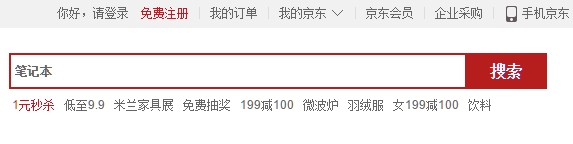 你好，请登录 免费注册 我的订单 我的京东 京东会员 企业采购 手机京东
笔记本 搜索
1元秒杀 低至9.9 米兰家具展 免费抽奖 199减100 微波炉 羽绒服 女199减100 饮料